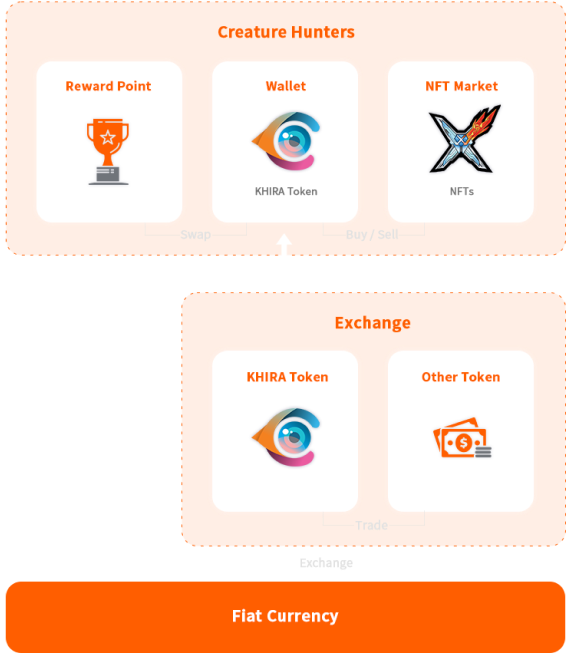 Creature Hunters
Reward Point
Wallet
NFT Market
KHIRA Token
NFTs
Swap
Buy / Sell
Exchange
KHIRA Token
Other Token
Trade
Exchange
Fiat Currency